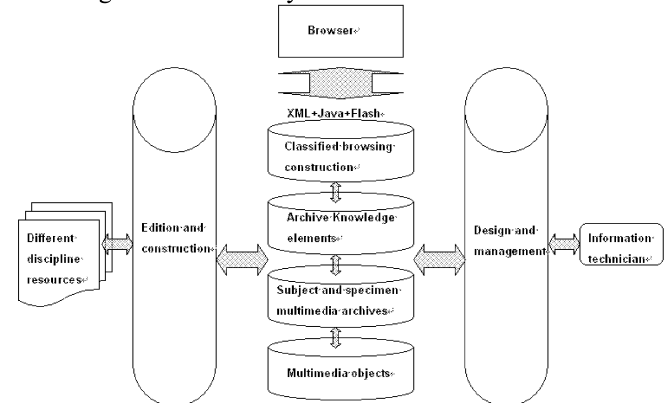 Browser
XML+Java+Flash
Classified browsing
construction
Archive Knowledge
elements
Subject and specimen
multimedia archives
Multimedia objects
Different
discipline
resources
Edition and
construction
Design and
management
Information
technician